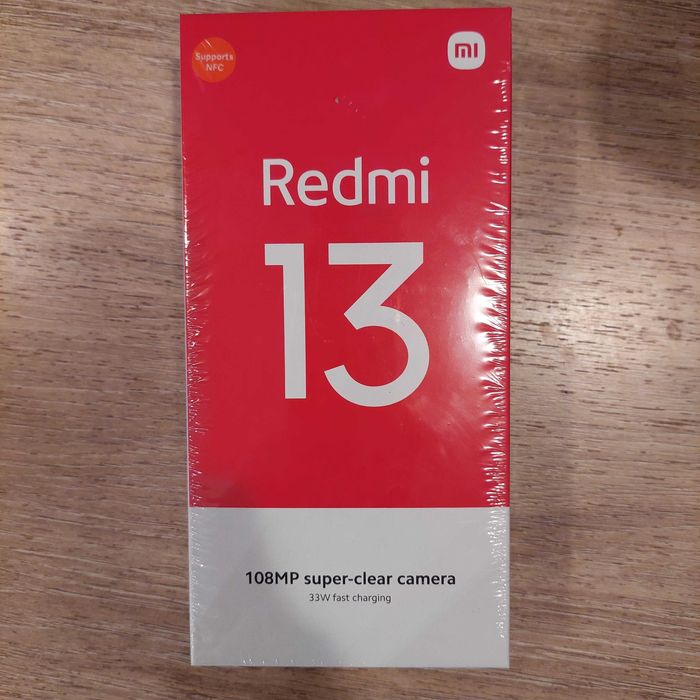 Supports
NFC
mi
Redmi
13
108MP super-clear camera
33W fast charging